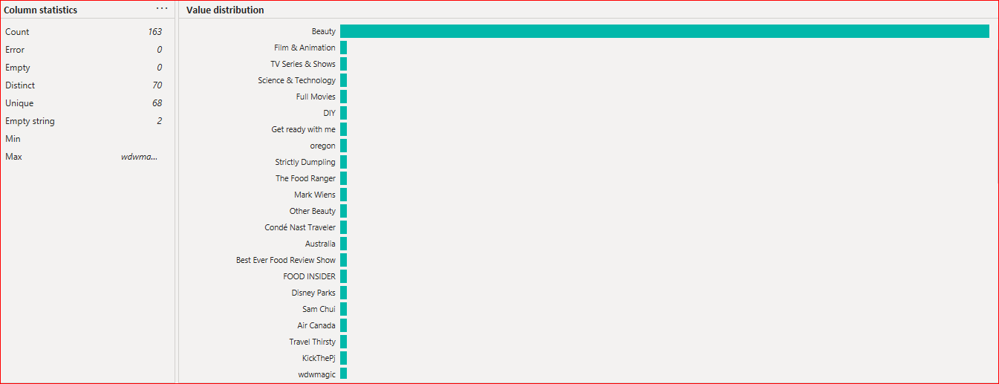 Column statistics ...
Count 163
Error 0
Empty 0
Distinct 70
Unique 68
Empty string 2
Min
Max wdwma...
Value distribution
Beauty
Film & Animation
TV Series & Shows
Science & Technology
Full Movies
DIY
Get ready with me
oregon
Strictly Dumpling
The Food Ranger
Mark Wiens
Other Beauty
Condé Nast Traveler
Australia
Best Ever Food Review Show
FOOD INSIDER
Disney Parks
Sam Chui
Air Canada
Travel Thirsty
KickThePj
wdwmagic